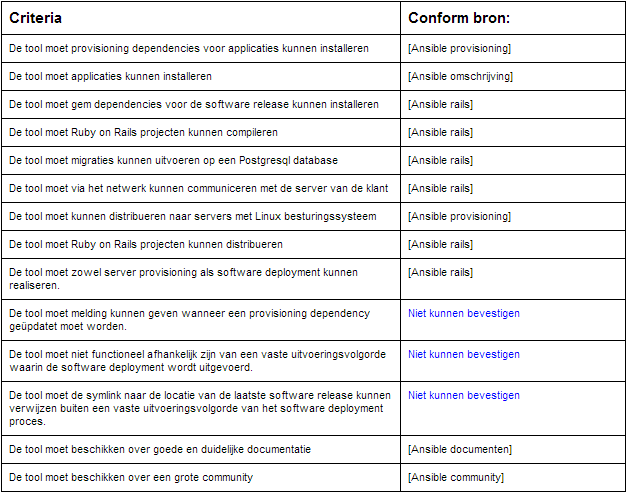 Criteria Conform bron:
De tool moet provisioning dependencies voor applicaties kunnen installeren [Ansible provisioning]
De tool moet applicaties kunnen installeren [Ansible omschrijving]
De tool moet gem dependencies voor de software release kunnen installeren [Ansible rails]
De tool moet Ruby on Rails projecten kunnen compileren [Ansible rails]
De tool moet migraties kunnen uitvoeren op een Postgresql database [Ansible rails]
De tool moet via het netwerk kunnen communiceren met de server van de klant [Ansible rails]
De tool moet kunnen distribueren naar servers met Linux besturingssysteem [Ansible provisioning]
De tool moet Ruby on Rails projecten kunnen distribueren [Ansible rails]
De tool moet zowel server provisioning als software deployment kunnen [Ansible rails]
realiseren.
De tool moet melding kunnen geven wanneer een provisioning dependency Niet kunnen bevestigen
geüpdatet moet worden.
De tool moet niet functioneel afhankelijk zijn van een vaste uitvoeringsvolgorde Niet kunnen bevestigen
waarin de software deployment wordt uitgevoerd.
De tool moet de symlink naar de locatie van de laatste software release kunnen Niet kunnen bevestigen
verwijzen buiten een vaste uitvoeringsvolgorde van het software deployment
proces.
De tool moet beschikken over goede en duidelijke documentatie [Ansible documenten]
De tool moet beschikken over een grote community [Ansible community]